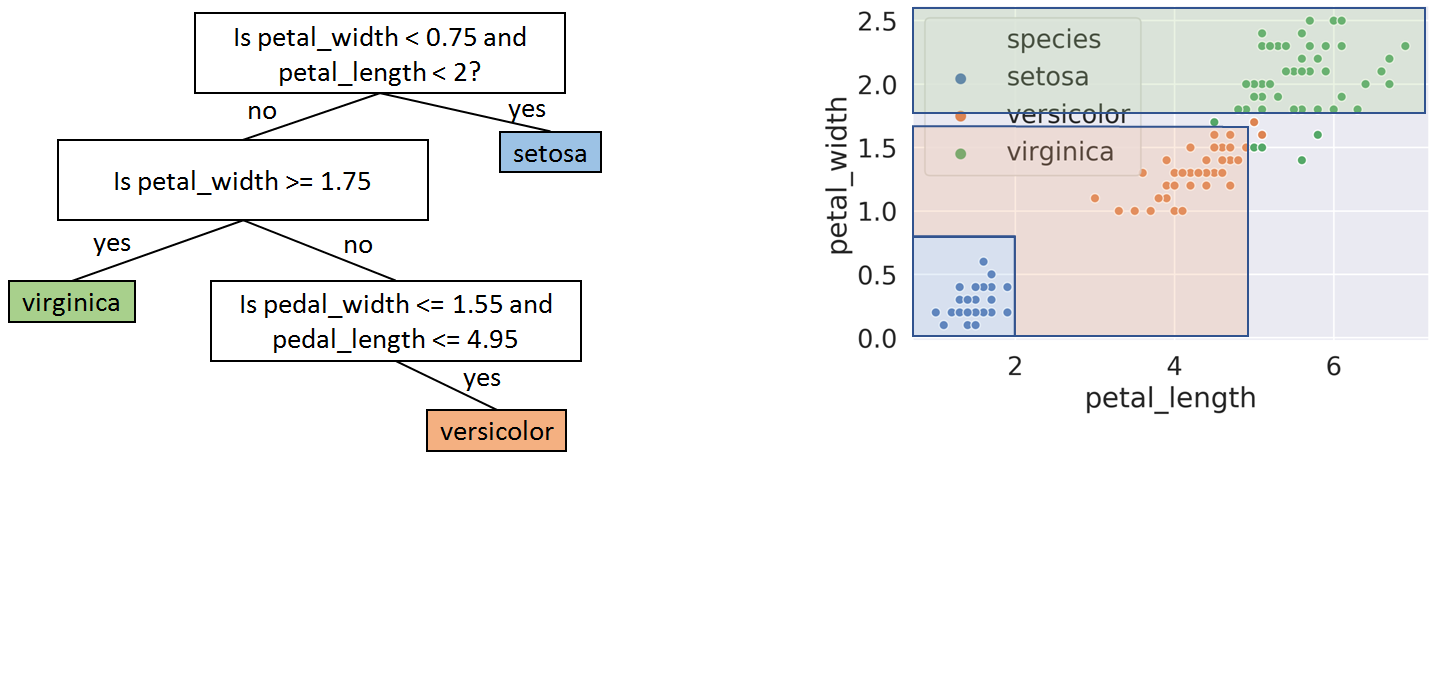 Is petal_width < 0.75 and
petal_length < 2?
no
yes
setosa
Is petal_width >= 1.75
yes
no
virginica
Is pedal_width <= 1.55 and
pedal_length <= 4.95
yes
versicolor
2.5
2.0
1.5
1.0
0.5
0.0
petal_width
species
setosa
versicolor
virginica
2
4
6
petal_length